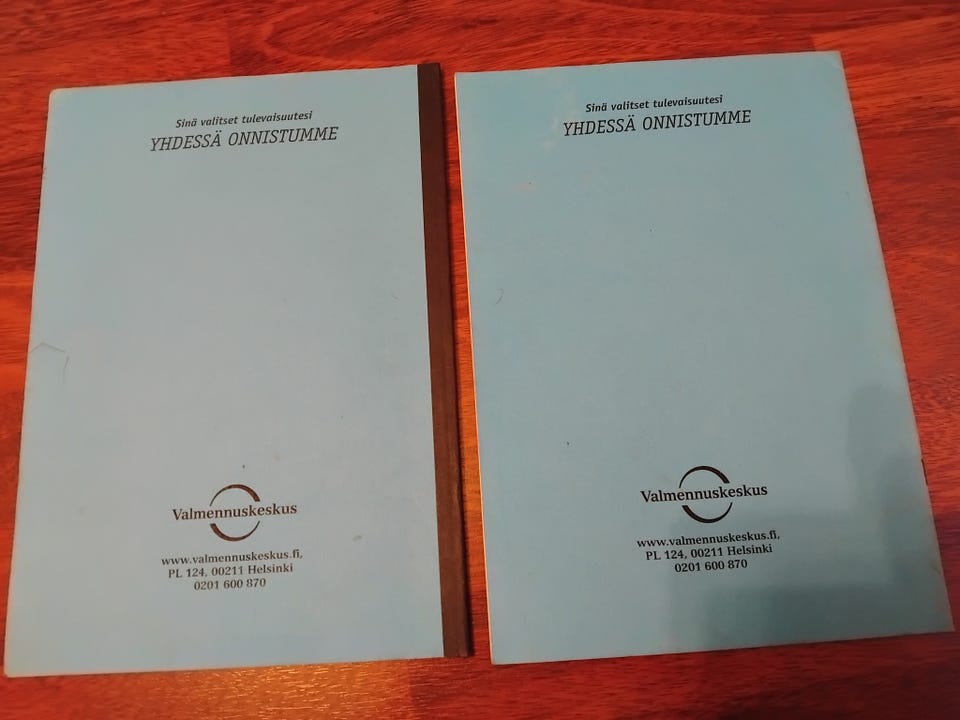 Sinä valitset tulevaisuutesi
YHDESSÄ ONNISTUMME
Valmennuskeskus
www.valmennuskeskus.fi,
PL 124, 00211 Helsinki
0201 600 870
Sinä valitset tulevaisuutesi
YHDESSÄ ONNISTUMME
Valmennuskeskus
www.valmennuskeskus.fi,
PL 124, 00211 Helsinki
0201 600 870